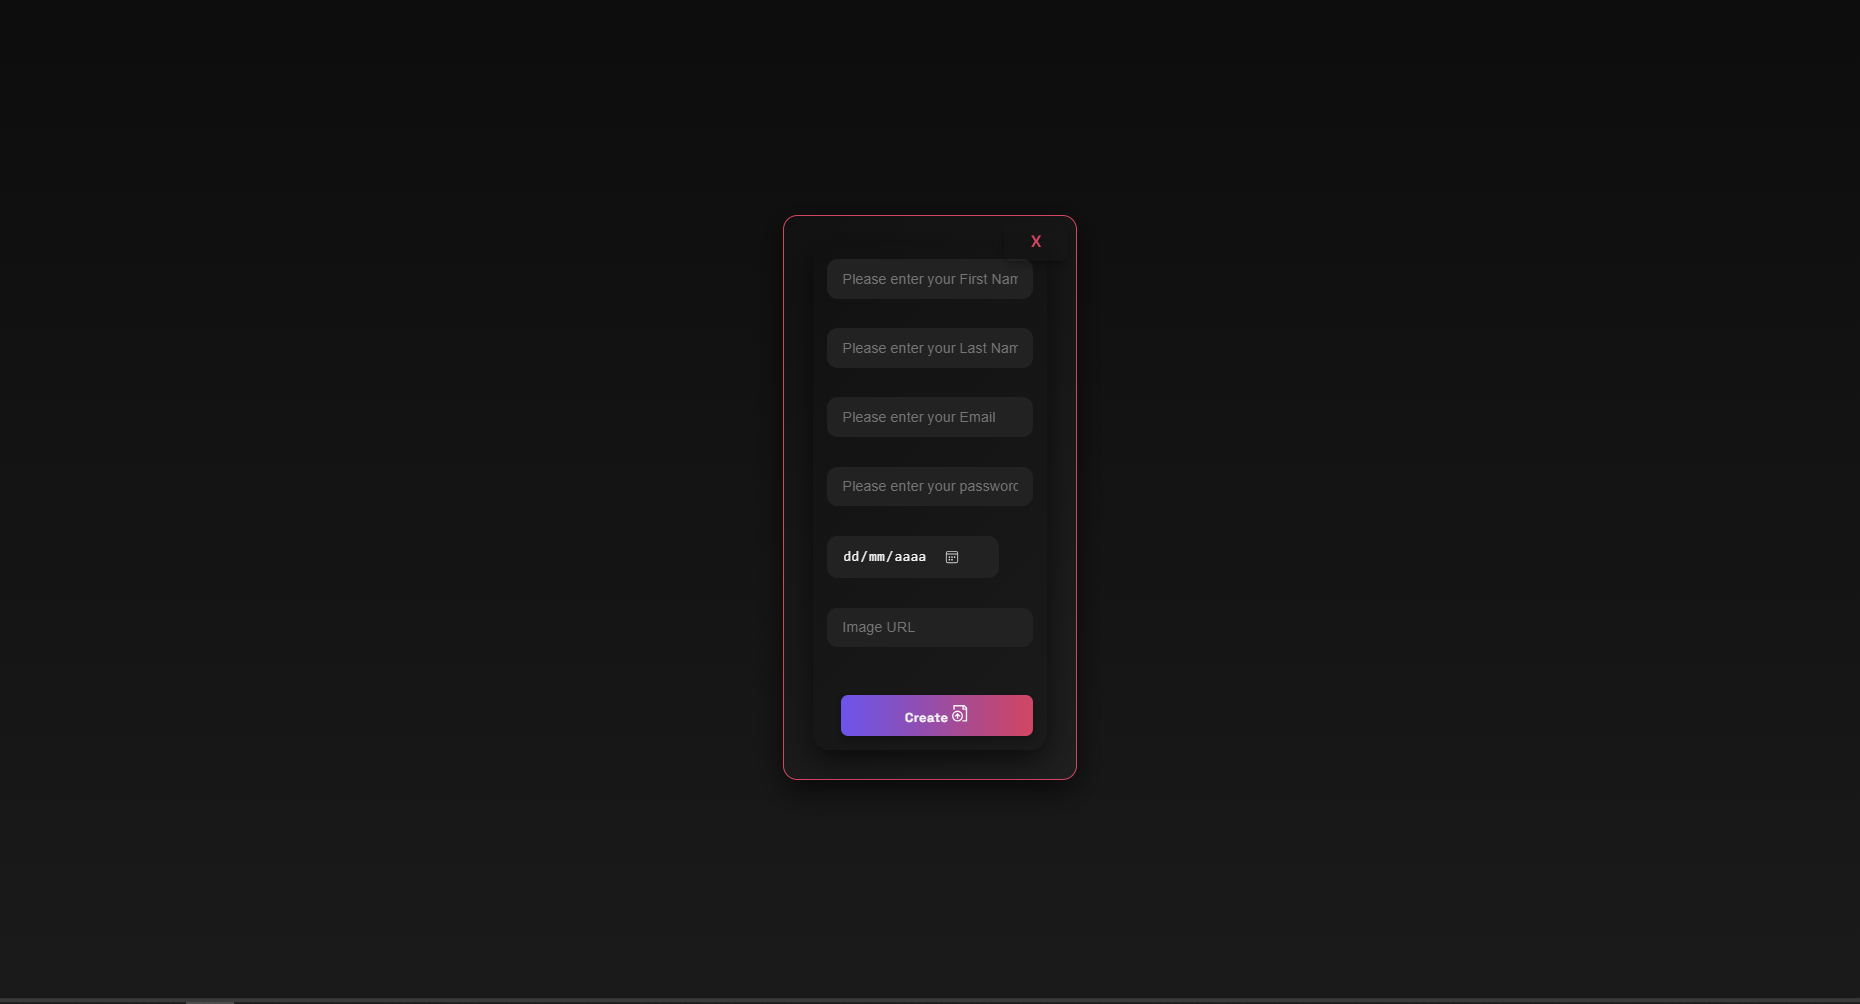 X
Please enter your First Nam
Please enter your Last Nam
Please enter your Email
Please enter your password
dd/mm/aaaa
Image URL
Create